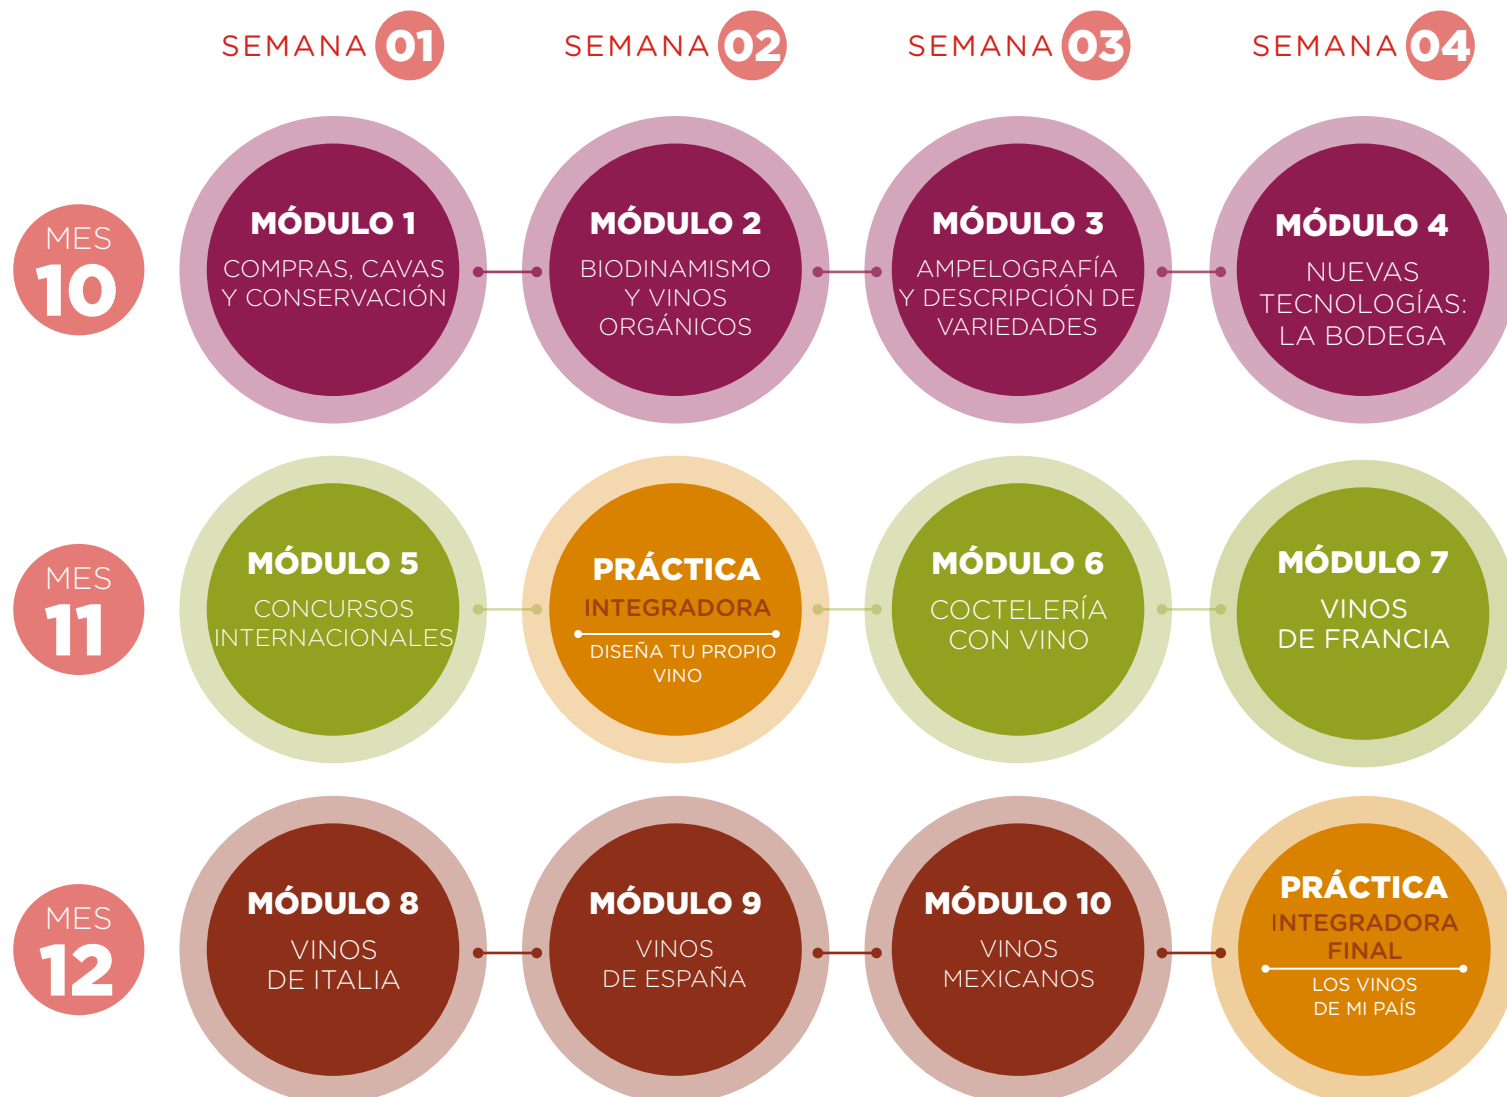 SEMANA 01
SEMANA 02
SEMANA 03
SEMANA 04
MES
10
MÓDULO 1
COMPRAS, CAVAS
Y CONSERVACIÓN
MÓDULO 2
BIODINAMISMO
Y VINOS
ORGÁNICOS
MÓDULO 3
AMPELOGRAFÍA
Y DESCRIPCIÓN DE
VARIEDADES
MÓDULO 4
NUEVAS
TECNOLOGÍAS:
LA BODEGA
MES
11
MÓDULO 5
CONCURSOS
INTERNACIONALES
PRÁCTICA
INTEGRADORA
DISEÑA TU PROPIO
VINO
MÓDULO 6
COCTELERÍA
CON VINO
MÓDULO 7
VINOS
DE FRANCIA
MES
12
MÓDULO 8
VINOS
DE ITALIA
MÓDULO 9
VINOS
DE ESPAÑA
MÓDULO 10
VINOS
MEXICANOS
PRÁCTICA
INTEGRADORA
FINAL
LOS VINOS
DE MI PAÍS